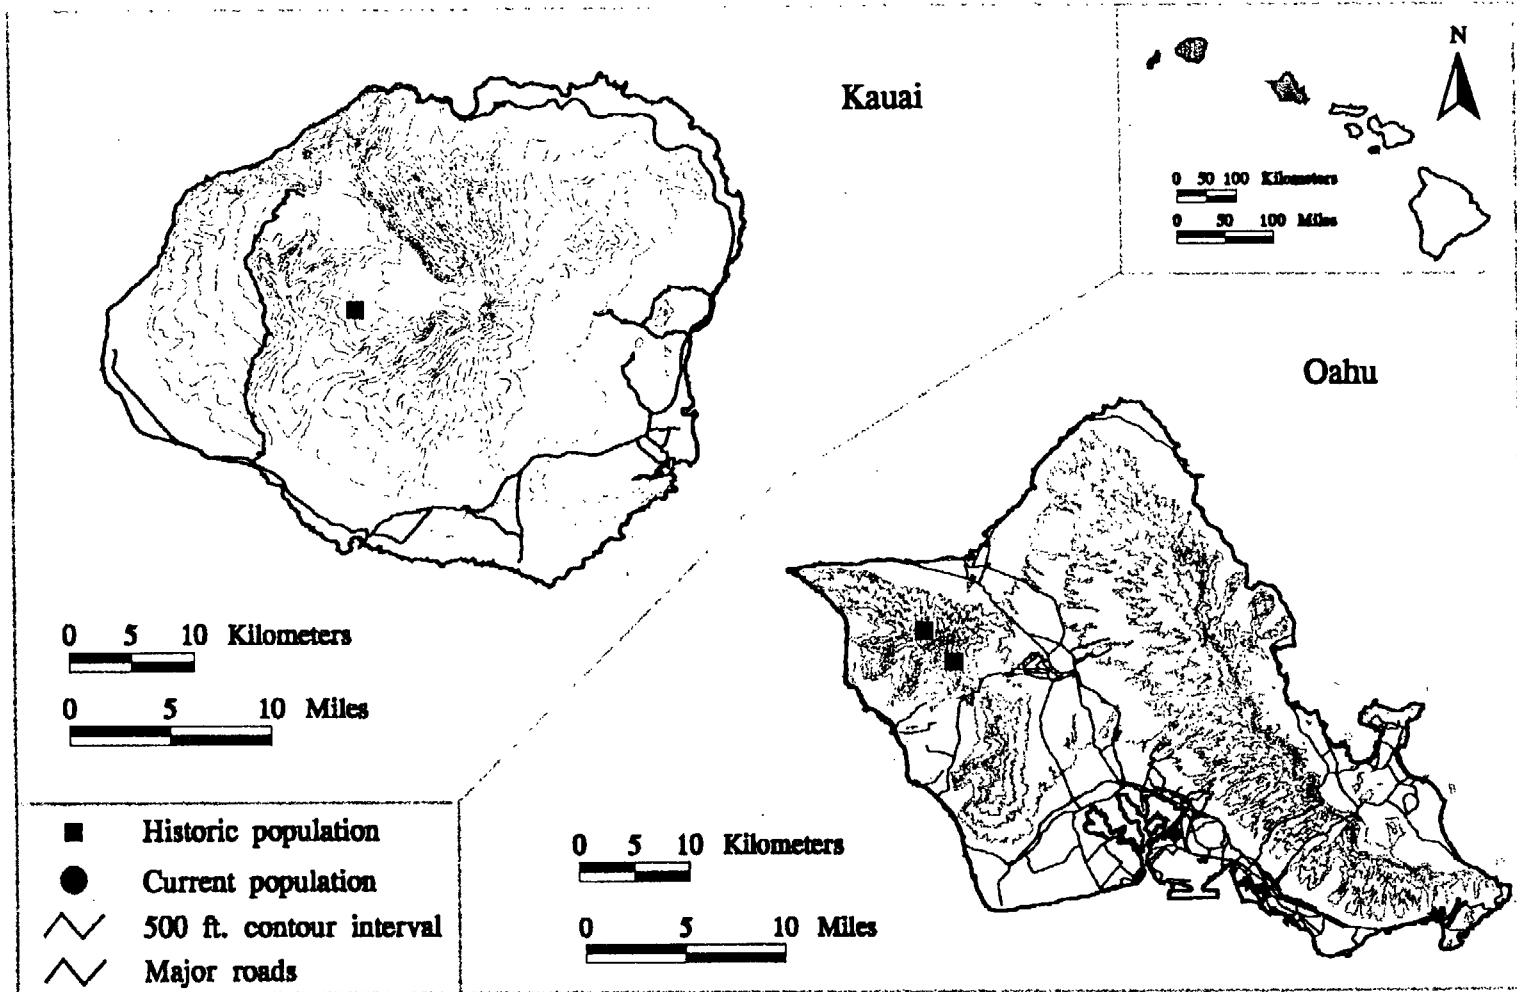 Kauai
N
0 50 100 Kilometers
0 50 100 Miles
Oahu
0 5 10 Kilometers
0 5 10 Miles
Historic population
Current population
500 ft. contour interval
Major roads
0 5 10 Kilometers
0 5 10 Miles